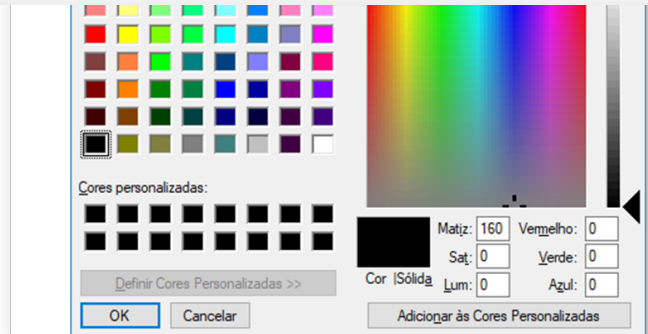 Cores personalizadas:
Definir Cores Personalizadas >>
OK Cancelar
Matiz: 160 Vermelho: 0
Sat: 0 Verde: 0
Cor |Sólida Lum: 0 Azul: 0
Adicionar às Cores Personalizadas